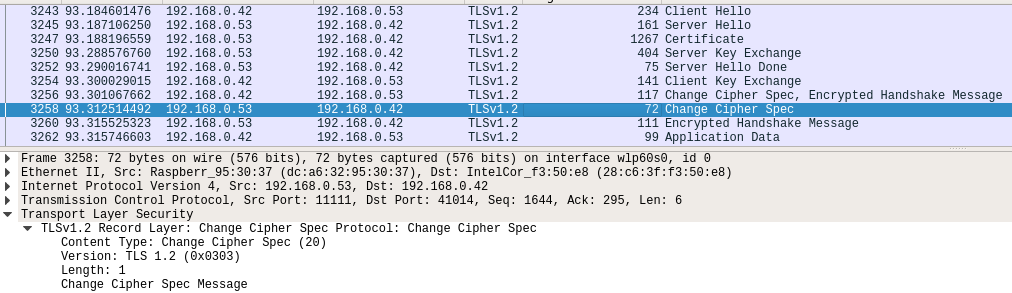 3243 93.184601476 192.168.0.42 192.168.0.53 TLSv1.2 234 Client Hello
3245 93.187106250 192.168.0.53 192.168.0.42 TLSv1.2 161 Server Hello
3247 93.188196559 192.168.0.53 192.168.0.42 TLSv1.2 1267 Certificate
3250 93.288576760 192.168.0.53 192.168.0.42 TLSv1.2 404 Server Key Exchange
3252 93.290016741 192.168.0.53 192.168.0.42 TLSv1.2 75 Server Hello Done
3254 93.300029015 192.168.0.42 192.168.0.53 TLSv1.2 141 Client Key Exchange
3256 93.301067662 192.168.0.42 192.168.0.53 TLSv1.2 117 Change Cipher Spec, Encrypted Handshake Message
3258 93.312514492 192.168.0.53 192.168.0.42 TLSv1.2 72 Change Cipher Spec
3260 93.315525323 192.168.0.53 192.168.0.42 TLSv1.2 111 Encrypted Handshake Message
3262 93.315746603 192.168.0.42 192.168.0.53 TLSv1.2 99 Application Data
Frame 3258: 72 bytes on wire (576 bits), 72 bytes captured (576 bits) on interface wlp60s0, id 0
Ethernet II, Src: Raspberr_95:30:37 (dc:a6:32:95:30:37), Dst: IntelCor_f3:50:e8 (28:c6:3f:f3:50:e8)
Internet Protocol Version 4, Src: 192.168.0.53, Dst: 192.168.0.42
Transmission Control Protocol, Src Port: 11111, Dst Port: 41014, Seq: 1644, Ack: 295, Len: 6
Transport Layer Security
TLSv1.2 Record Layer: Change Cipher Spec Protocol: Change Cipher Spec
Content Type: Change Cipher Spec (20)
Version: TLS 1.2 (0x0303)
Length: 1
Change Cipher Spec Message